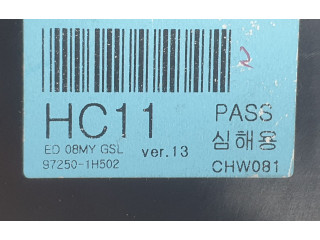 HC11 PASS
ED 08MY GSL ver.13 심해용
97250-1H502 CHW081